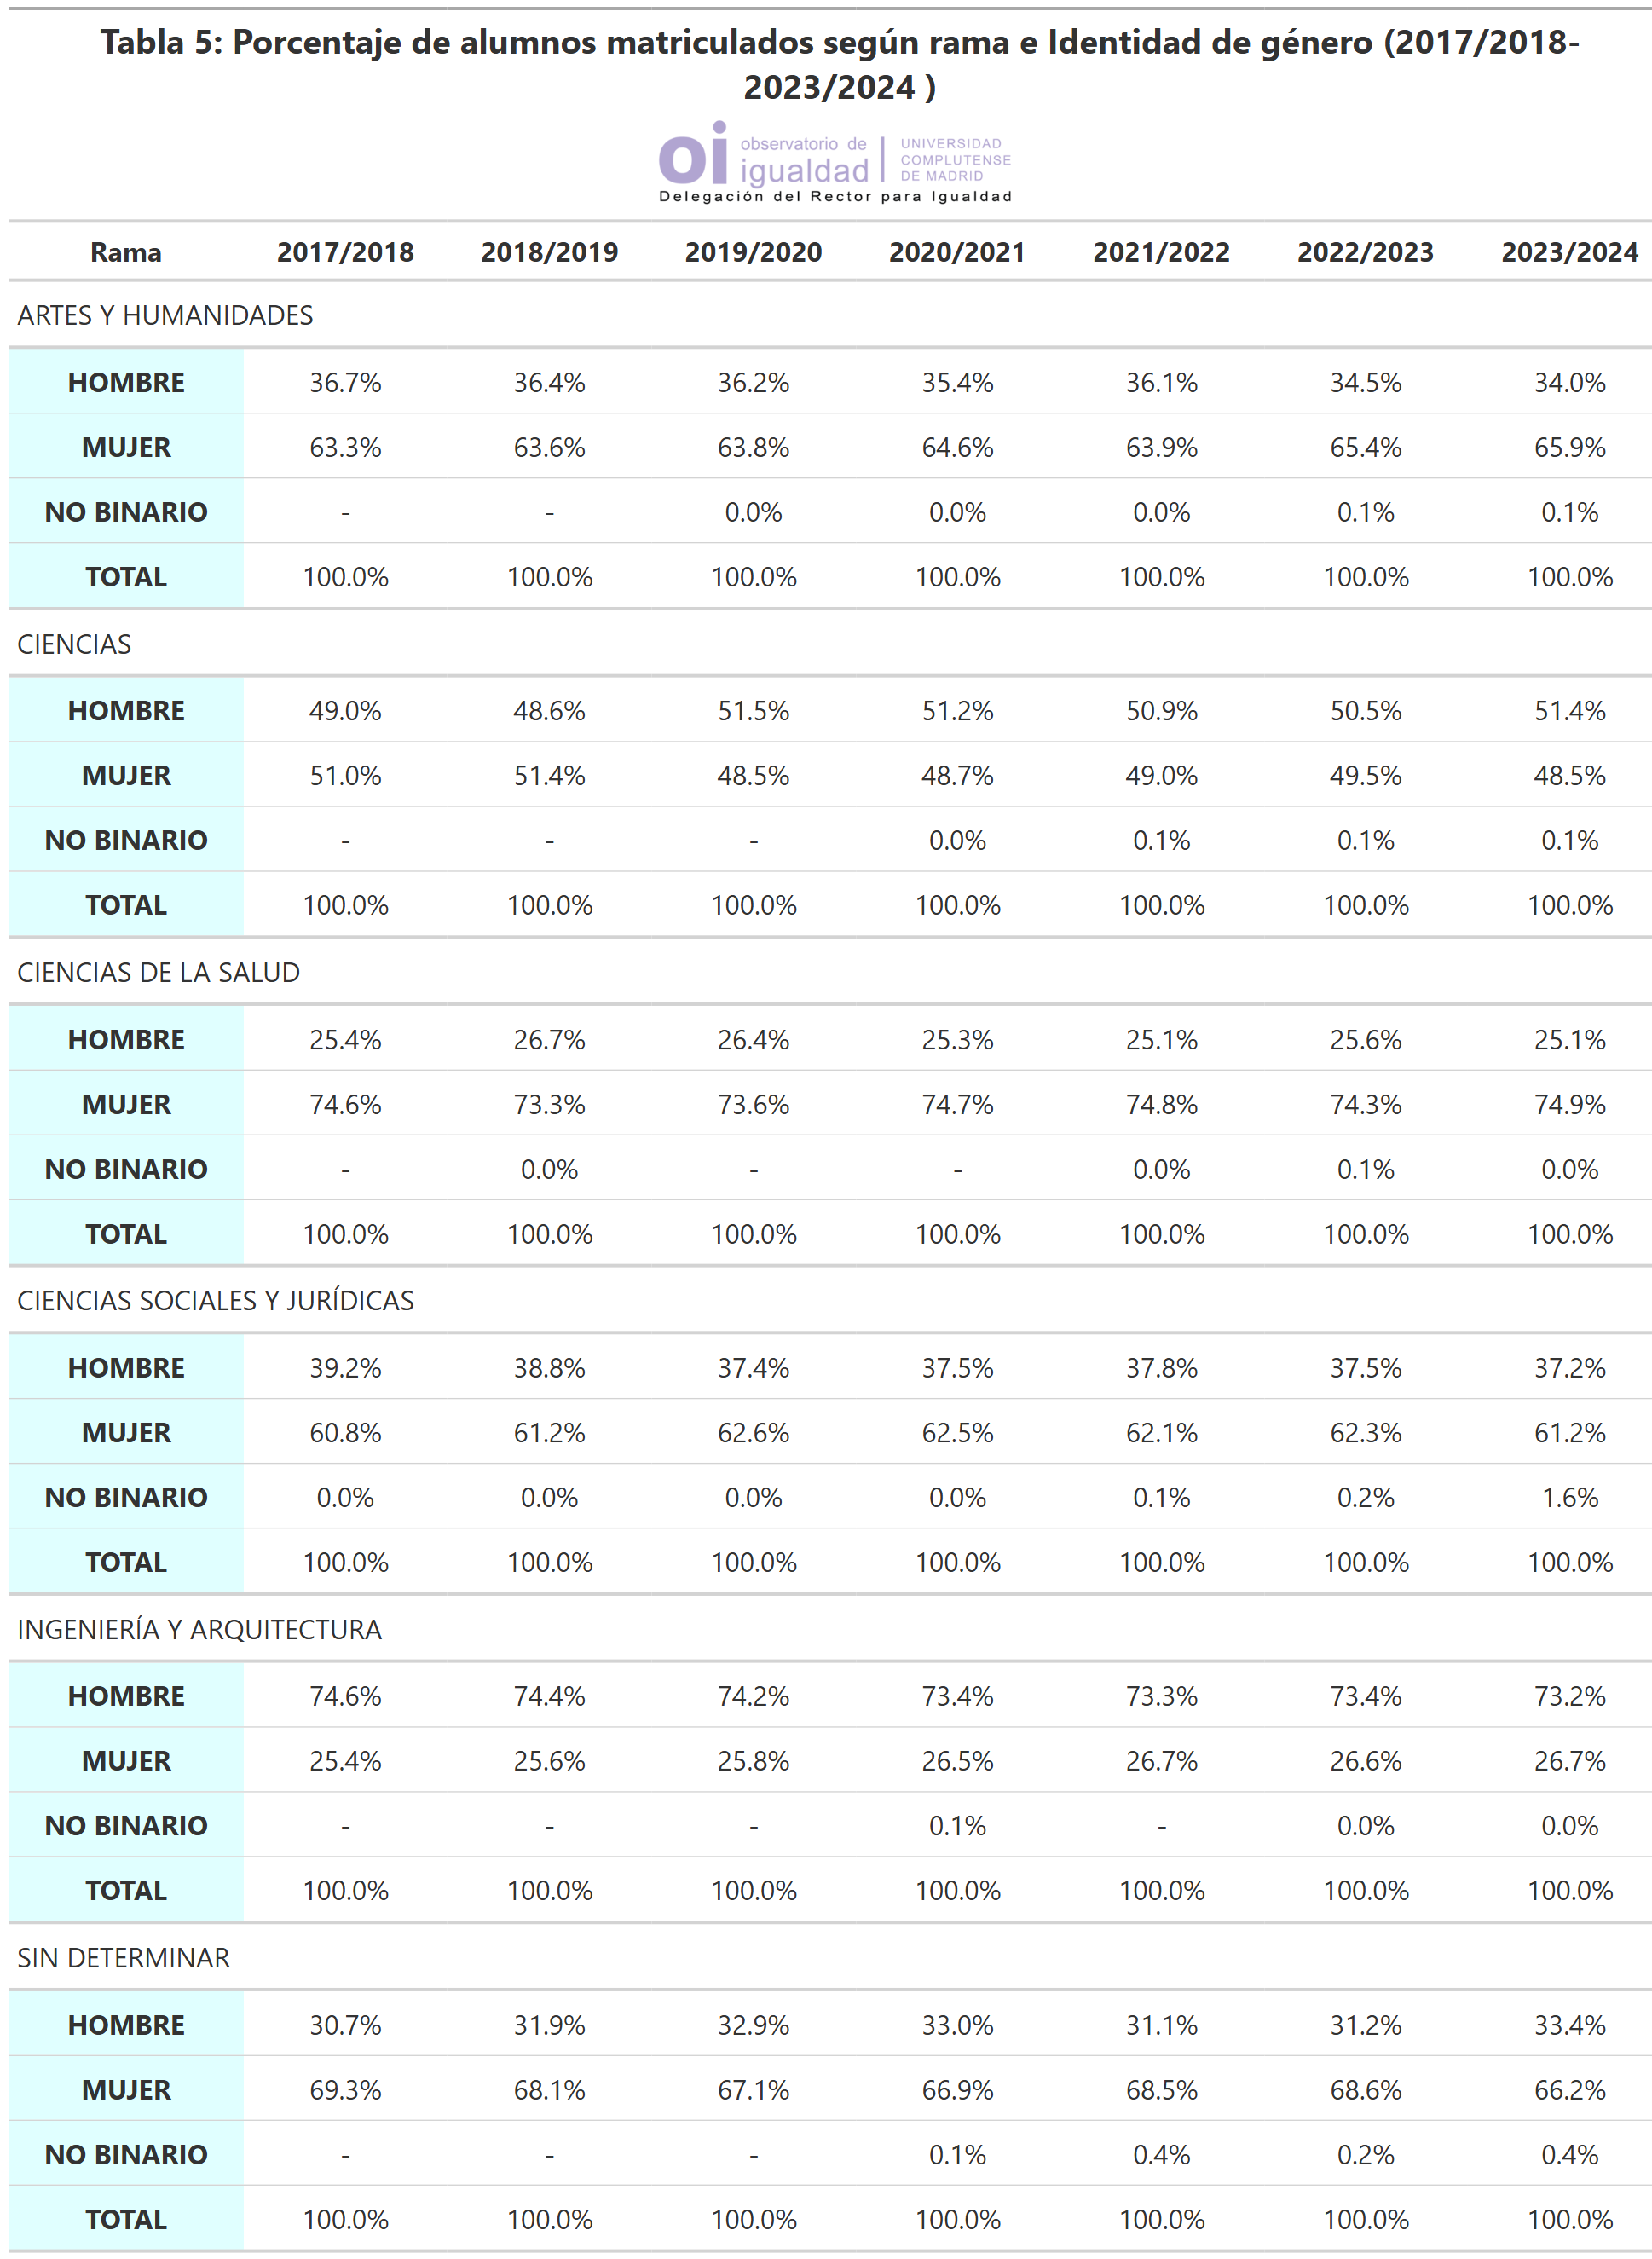 Tabla 5: Porcentaje de alumnos matriculados según rama e Identidad de género (2017/2018-
2023/2024 )
oi observatorio de igualdad | UNIVERSIDAD COMPLUTENSE DE MADRID
Delegación del Rector para Igualdad
Rama 2017/2018 2018/2019 2019/2020 2020/2021 2021/2022 2022/2023 2023/2024
ARTES Y HUMANIDADES
HOMBRE 36.7% 36.4% 36.2% 35.4% 36.1% 34.5% 34.0%
MUJER 63.3% 63.6% 63.8% 64.6% 63.9% 65.4% 65.9%
NO BINARIO - - 0.0% 0.0% 0.0% 0.1% 0.1%
TOTAL 100.0% 100.0% 100.0% 100.0% 100.0% 100.0% 100.0%
CIENCIAS
HOMBRE 49.0% 48.6% 51.5% 51.2% 50.9% 50.5% 51.4%
MUJER 51.0% 51.4% 48.5% 48.7% 49.0% 49.5% 48.5%
NO BINARIO - - - 0.0% 0.1% 0.1% 0.1%
TOTAL 100.0% 100.0% 100.0% 100.0% 100.0% 100.0% 100.0%
CIENCIAS DE LA SALUD
HOMBRE 25.4% 26.7% 26.4% 25.3% 25.1% 25.6% 25.1%
MUJER 74.6% 73.3% 73.6% 74.7% 74.8% 74.3% 74.9%
NO BINARIO - 0.0% - - 0.0% 0.1% 0.0%
TOTAL 100.0% 100.0% 100.0% 100.0% 100.0% 100.0% 100.0%
CIENCIAS SOCIALES Y JURÍDICAS
HOMBRE 39.2% 38.8% 37.4% 37.5% 37.8% 37.5% 37.2%
MUJER 60.8% 61.2% 62.6% 62.5% 62.1% 62.3% 61.2%
NO BINARIO 0.0% 0.0% 0.0% 0.0% 0.1% 0.2% 1.6%
TOTAL 100.0% 100.0% 100.0% 100.0% 100.0% 100.0% 100.0%
INGENIERÍA Y ARQUITECTURA
HOMBRE 74.6% 74.4% 74.2% 73.4% 73.3% 73.4% 73.2%
MUJER 25.4% 25.6% 25.8% 26.5% 26.7% 26.6% 26.7%
NO BINARIO - - - 0.1% - 0.0% 0.0%
TOTAL 100.0% 100.0% 100.0% 100.0% 100.0% 100.0% 100.0%
SIN DETERMINAR
HOMBRE 30.7% 31.9% 32.9% 33.0% 31.1% 31.2% 33.4%
MUJER 69.3% 68.1% 67.1% 66.9% 68.5% 68.6% 66.2%
NO BINARIO - - - 0.1% 0.4% 0.2% 0.4%
TOTAL 100.0% 100.0% 100.0% 100.0% 100.0% 100.0% 100.0%